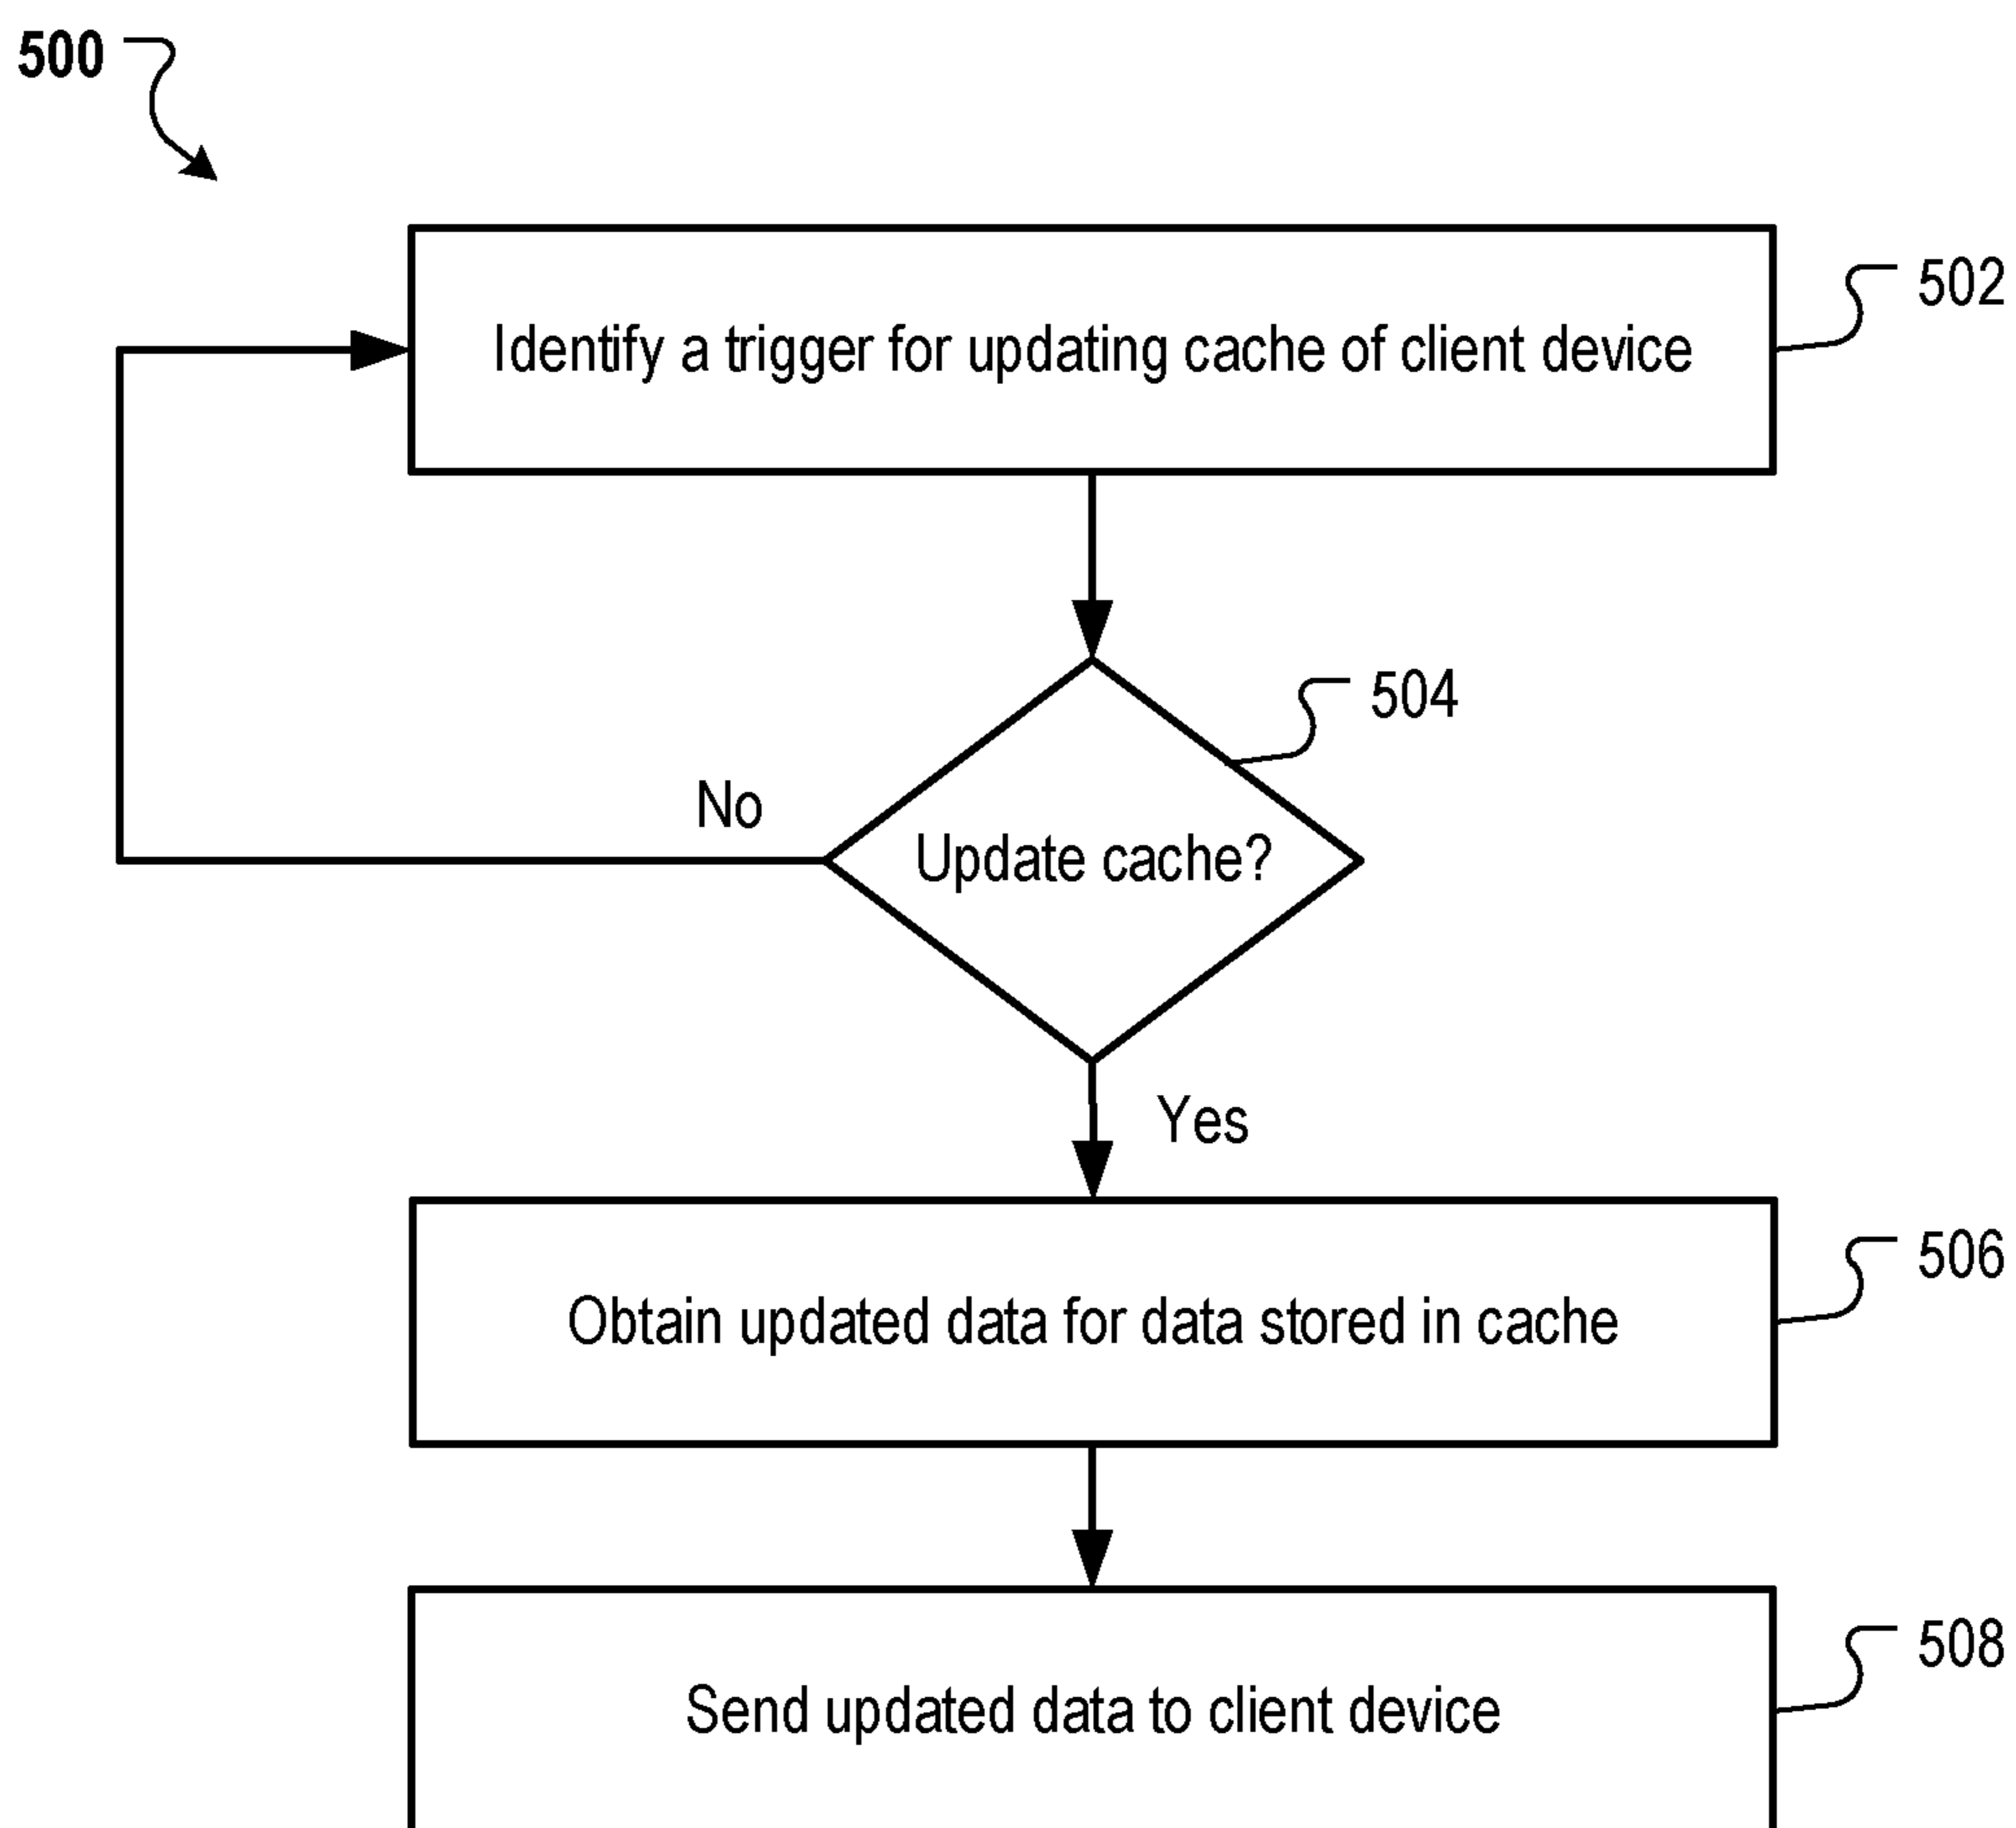 500
Identify a trigger for updating cache of client device
502
504
No
Update cache?
Yes
506
Obtain updated data for data stored in cache
508
Send updated data to client device